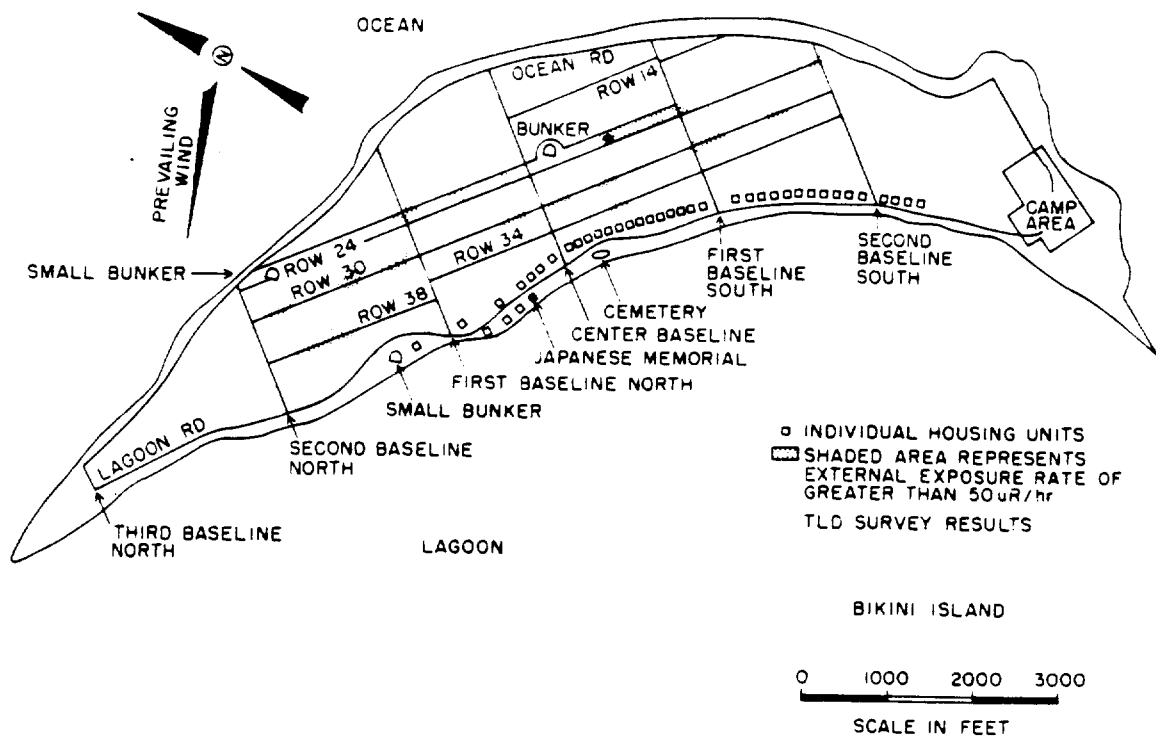 OCEAN
N
PREVAILING
WIND
OCEAN RD
ROW 14
BUNKER
SMALL BUNKER
ROW 24
ROW 30
ROW 34
ROW 38
CAMP
AREA
SECOND
BASELINE
SOUTH
FIRST
BASELINE
SOUTH
CEMETERY
CENTER BASELINE
JAPANESE MEMORIAL
FIRST BASELINE NORTH
SMALL BUNKER
SECOND BASELINE
NORTH
LAGOON RD
THIRD BASELINE
NORTH
LAGOON
INDIVIDUAL HOUSING UNITS
SHADED AREA REPRESENTS
EXTERNAL EXPOSURE RATE OF
GREATER THAN 50uR/hr
TLD SURVEY RESULTS
BIKINI ISLAND
0 1000 2000 3000
SCALE IN FEET